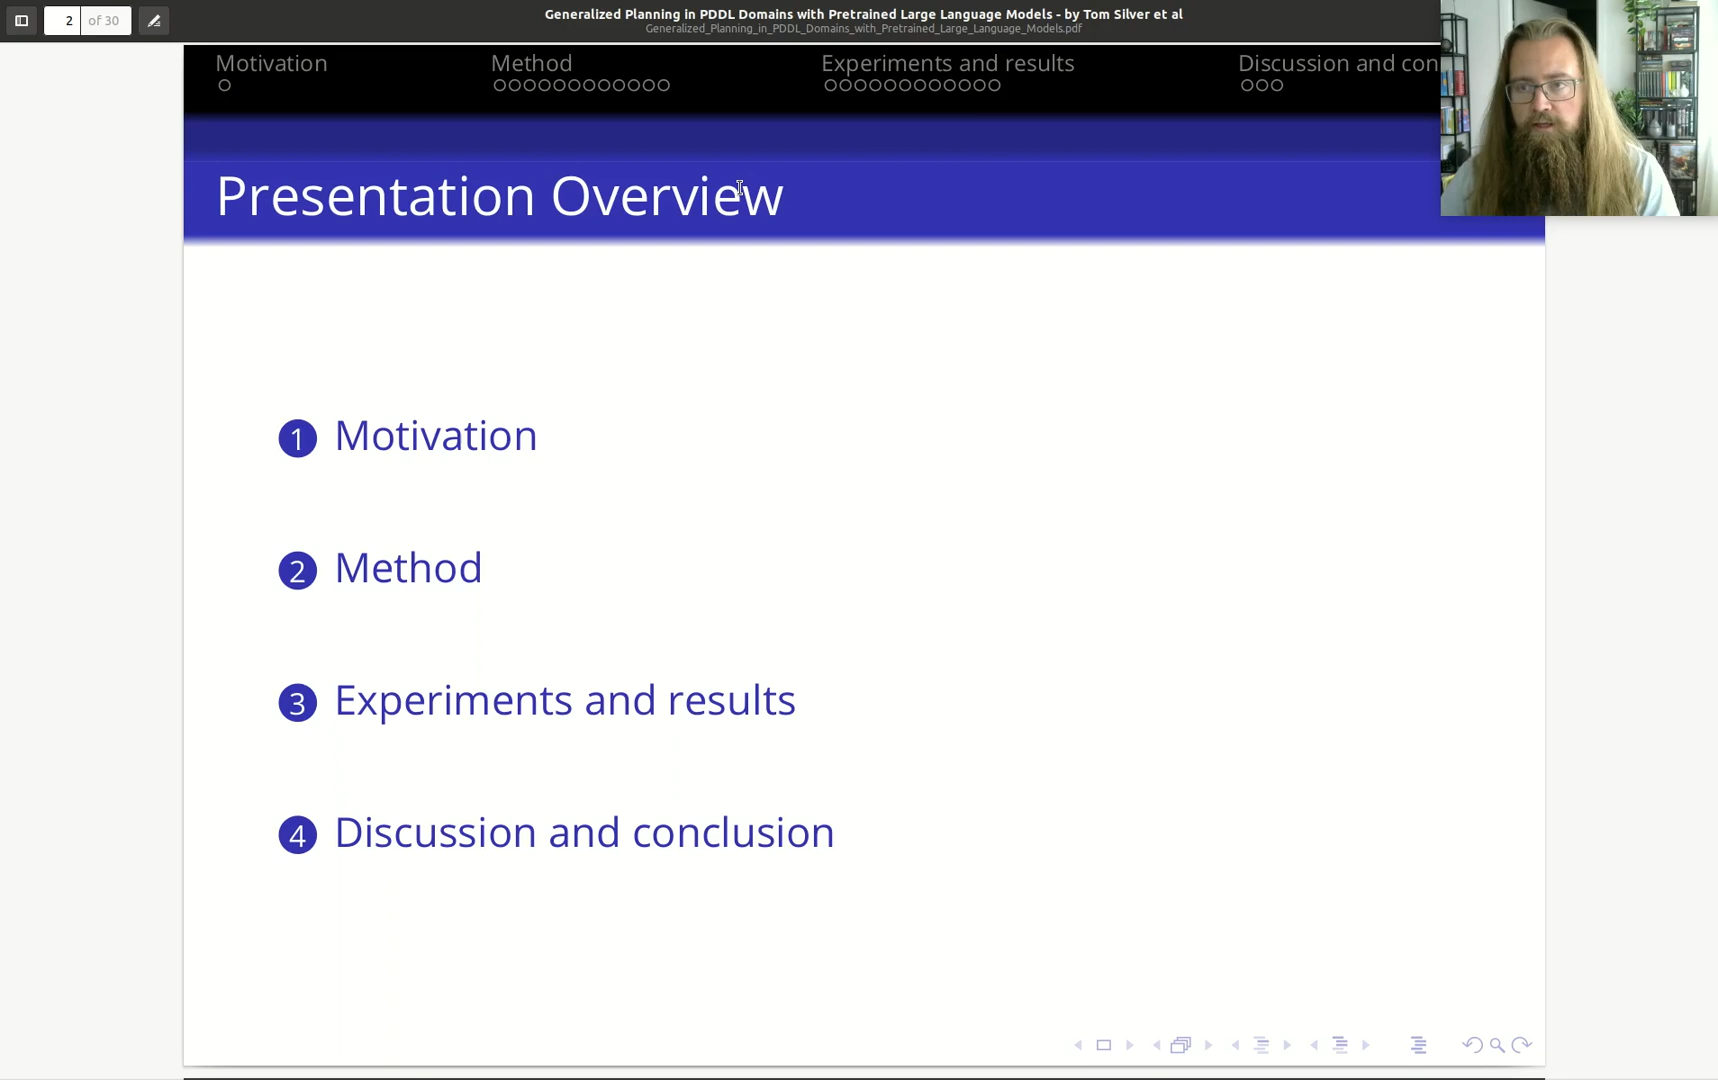 2 of 30
Generalized Planning in PDDL Domains with Pretrained Large Language Models - by Tom Silver et al
Generalized_Planning_in_PDDL_Domains_with_Pretrained_Large_Language_Models.pdf
Motivation Method Experiments and results Discussion and con
Presentation Overview
1 Motivation
2 Method
3 Experiments and results
4 Discussion and conclusion